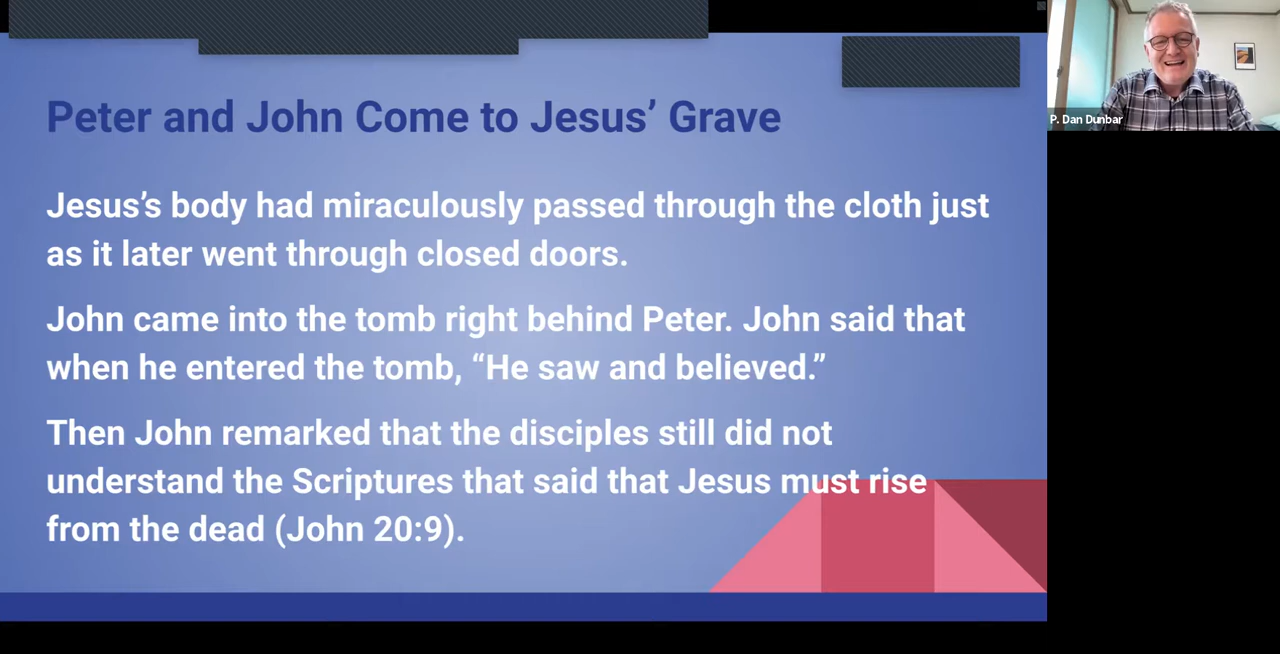 Peter and John Come to Jesus’ Grave
Jesus’s body had miraculously passed through the cloth just
as it later went through closed doors.
John came into the tomb right behind Peter. John said that
when he entered the tomb, “He saw and believed.”
Then John remarked that the disciples still did not
understand the Scriptures that said that Jesus must rise
from the dead (John 20:9).
P. Dan Dunbar